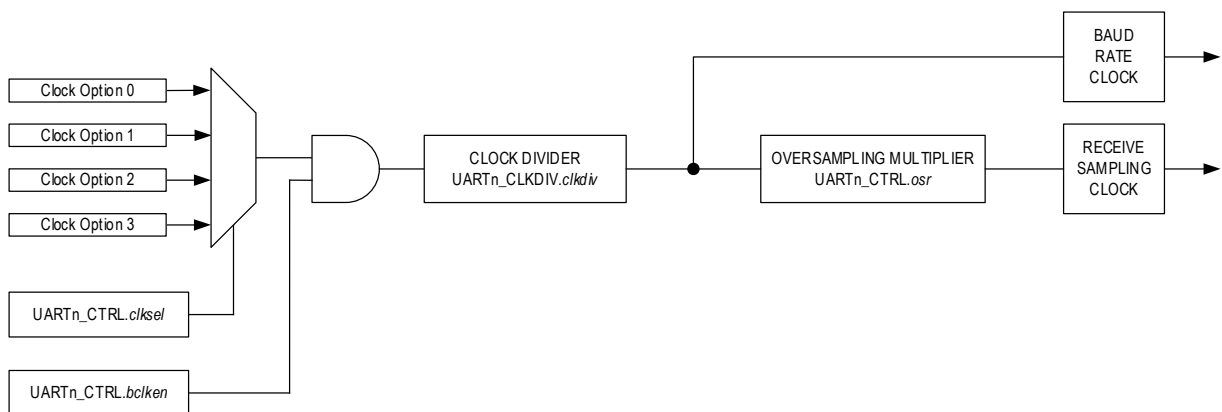 BAUD
RATE
CLOCK
Clock Option 0
Clock Option 1
Clock Option 2
Clock Option 3
CLOCK DIVIDER
UARTn_CLKDIV.clkdiv
OVERSAMPLING MULTIPLIER
UARTn_CTRL.osr
RECEIVE
SAMPLING
CLOCK
UARTn_CTRL.clksel
UARTn_CTRL.bclken